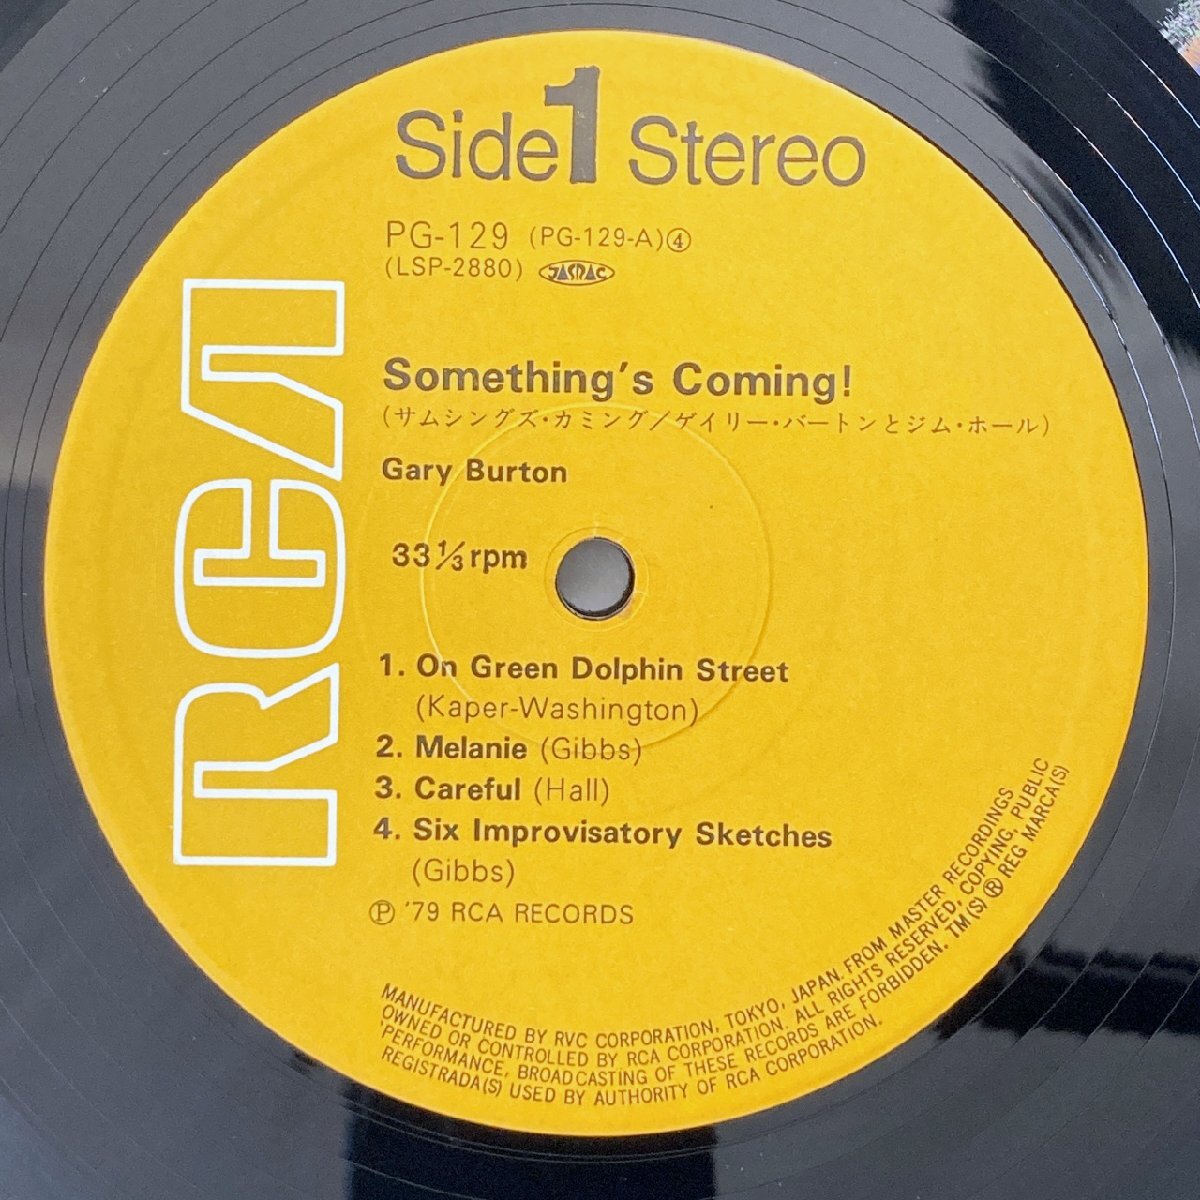 Side 1 Stereo
PG-129 (PG-129-A)④
(LSP-2880) JASRAC
RCA
Something's Coming!
(サムシングズ・カミング/ゲイリー・バートンとジム・ホール)
Gary Burton
33 1/3 rpm
1. On Green Dolphin Street
(Kaper-Washington)
2. Melanie (Gibbs)
3. Careful (Hall)
4. Six Improvisatory Sketches
(Gibbs)
Ⓟ '79 RCA RECORDS
MANUFACTURED BY RVC CORPORATION, TOKYO, JAPAN. FROM MASTER RECORDINGS
OWNED OR CONTROLLED BY RCA CORPORATION. ALL RIGHTS RESERVED, COPYING, PUBLIC
'PERFORMANCE, BROADCASTING OF THESE RECORDS ARE FORBIDDEN. TM(S) ® REG MARCA(S)
REGISTRADA(S) USED BY AUTHORITY OF RCA CORPORATION.